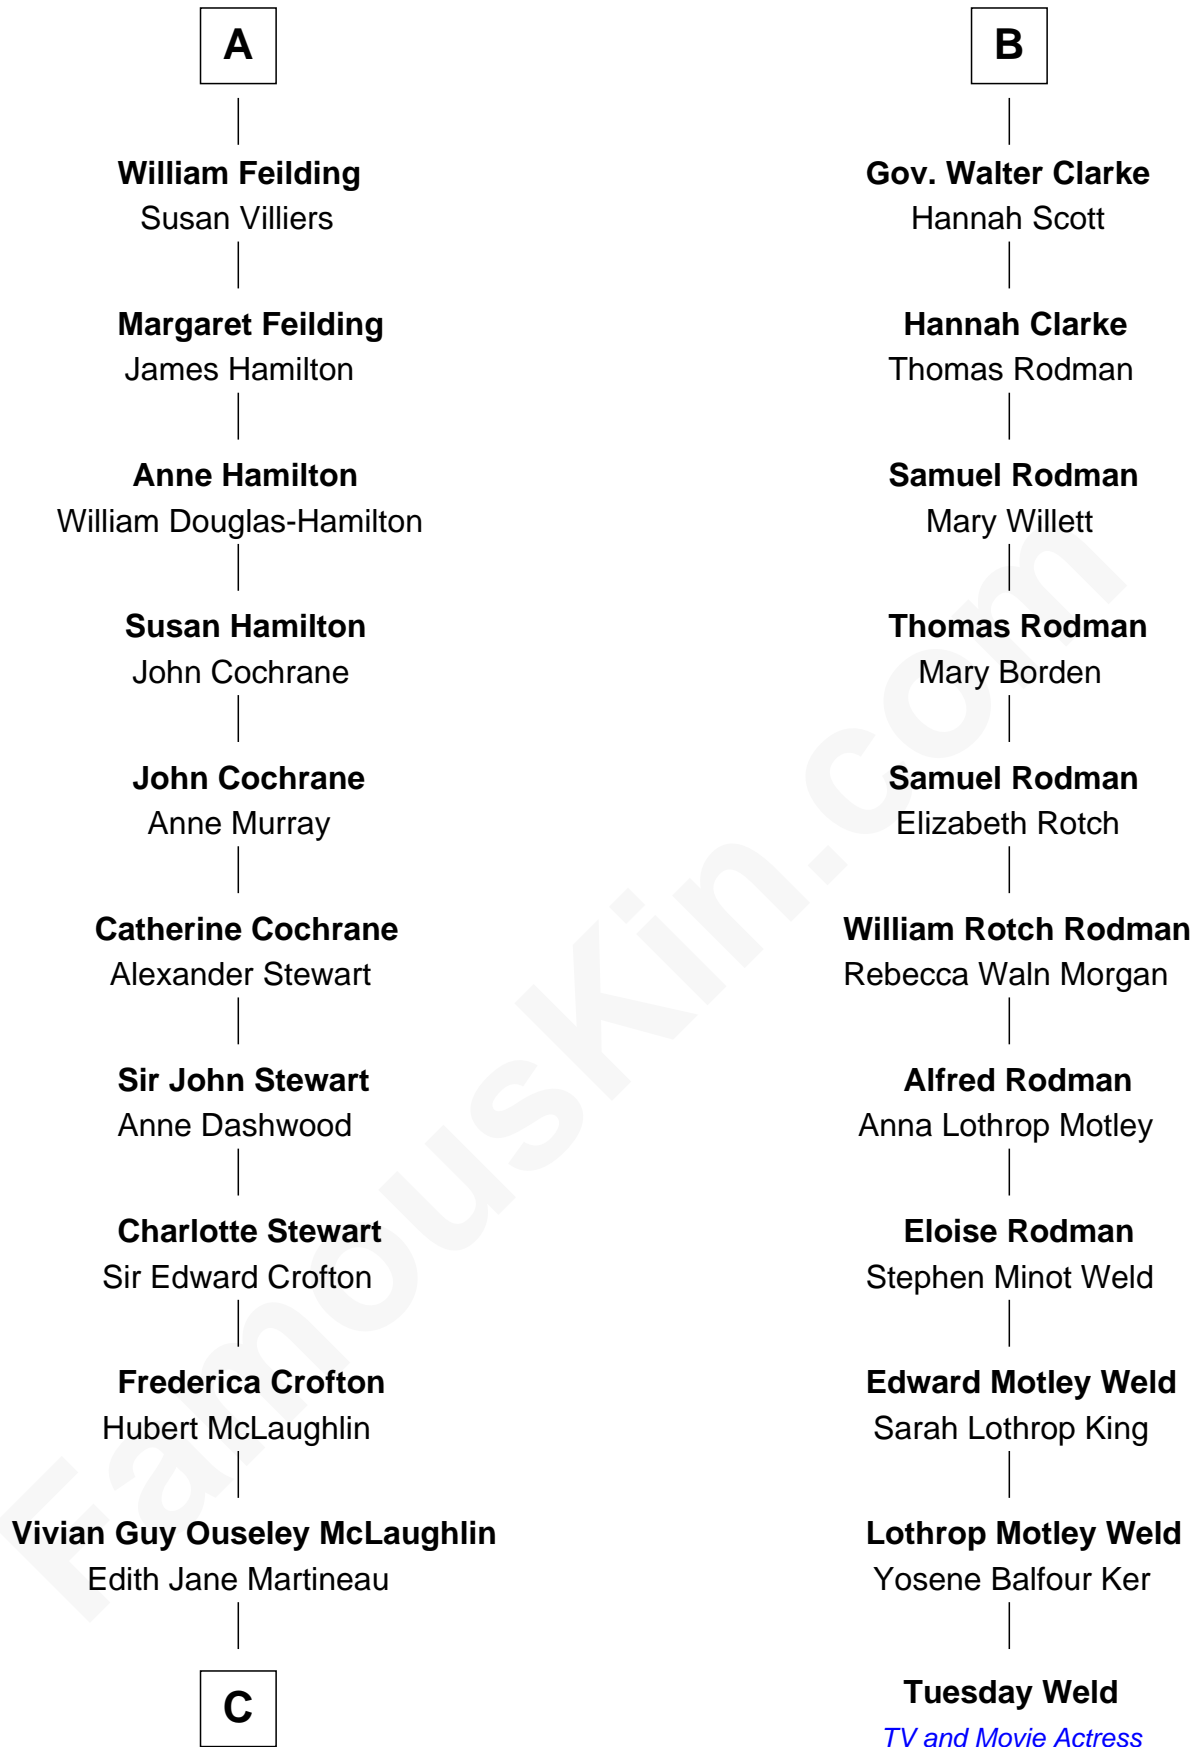 A
William Feilding
Susan Villiers
Margaret Feilding
James Hamilton
Anne Hamilton
William Douglas-Hamilton
Susan Hamilton
John Cochrane
John Cochrane
Anne Murray
Catherine Cochrane
Alexander Stewart
Sir John Stewart
Anne Dashwood
Charlotte Stewart
Sir Edward Crofton
Frederica Crofton
Hubert McLaughlin
Vivian Guy Ouseley McLaughlin
Edith Jane Martineau
C
B
Gov. Walter Clarke
Hannah Scott
Hannah Clarke
Thomas Rodman
Samuel Rodman
Mary Willett
Thomas Rodman
Mary Borden
Samuel Rodman
Elizabeth Rotch
William Rotch Rodman
Rebecca Waln Morgan
Alfred Rodman
Anna Lothrop Motley
Eloise Rodman
Stephen Minot Weld
Edward Motley Weld
Sarah Lothrop King
Lothrop Motley Weld
Yosene Balfour Ker
Tuesday Weld
TV and Movie Actress
FamousKin.com